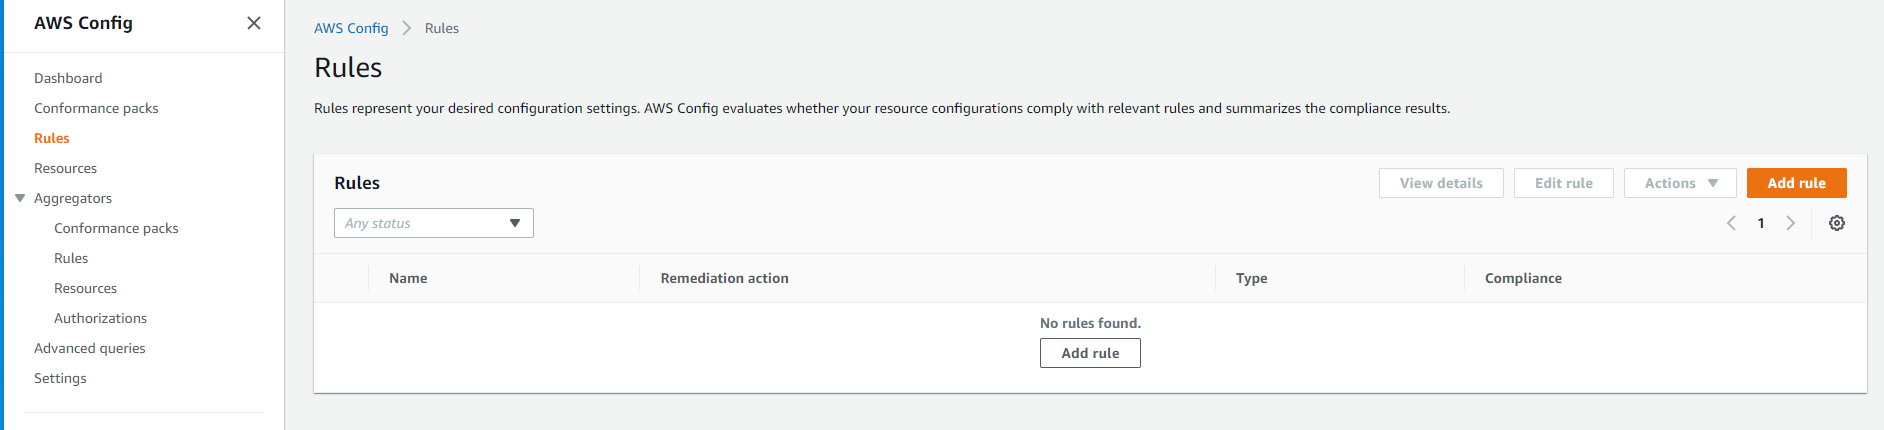 AWS Config
Dashboard
Conformance packs
Rules
Resources
Aggregators
Conformance packs
Rules
Resources
Authorizations
Advanced queries
Settings
AWS Config > Rules
Rules
Rules represent your desired configuration settings. AWS Config evaluates whether your resource configurations comply with relevant rules and summarizes the compliance results.
Rules View details Edit rule Actions Add rule
Any status 1
Name Remediation action Type Compliance
No rules found.
Add rule